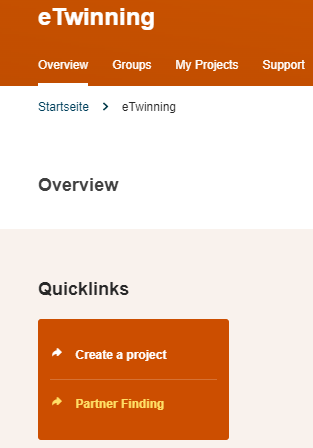 eTwinning
Overview Groups My Projects Support
Startseite > eTwinning
Overview
Quicklinks
Create a project
Partner Finding